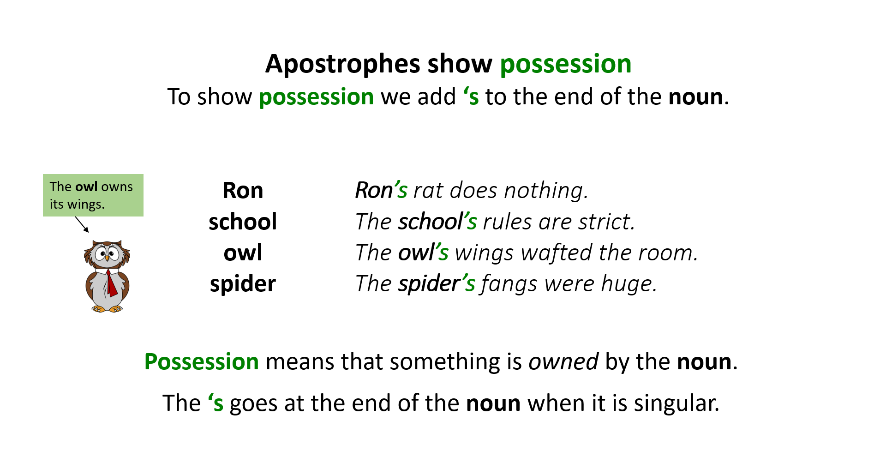 Apostrophes show possession
To show possession we add ‘s to the end of the noun.
The owl owns
its wings.
Ron Ron’s rat does nothing.
school The school’s rules are strict.
owl The owl’s wings wafted the room.
spider The spider’s fangs were huge.
Possession means that something is owned by the noun.
The ‘s goes at the end of the noun when it is singular.